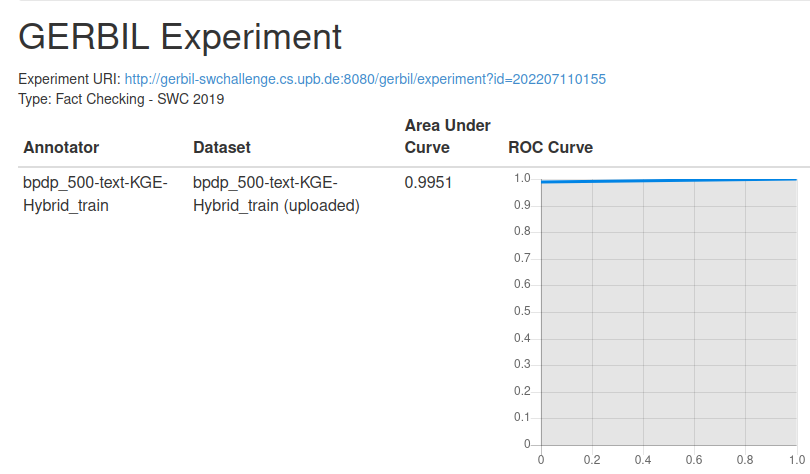 GERBIL Experiment
Experiment URI: http://gerbil-swchallenge.cs.upb.de:8080/gerbil/experiment?id=202207110155
Type: Fact Checking - SWC 2019
Annotator Dataset Area Under Curve ROC Curve
bpdp_500-text-KGE-Hybrid_train bpdp_500-text-KGE-Hybrid_train (uploaded) 0.9951
1.0
0.9
0.8
0.7
0.6
0.5
0.4
0.3
0.2
0.1
0
0 0.2 0.4 0.6 0.8 1.0